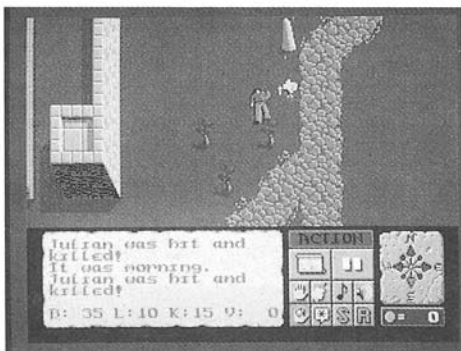 Julian was hit and
killed!
It was morning.
Julian was hit and
killed!
B: 35 L:10 K:15 V: 0
ACTION
S R
N
E
= 0